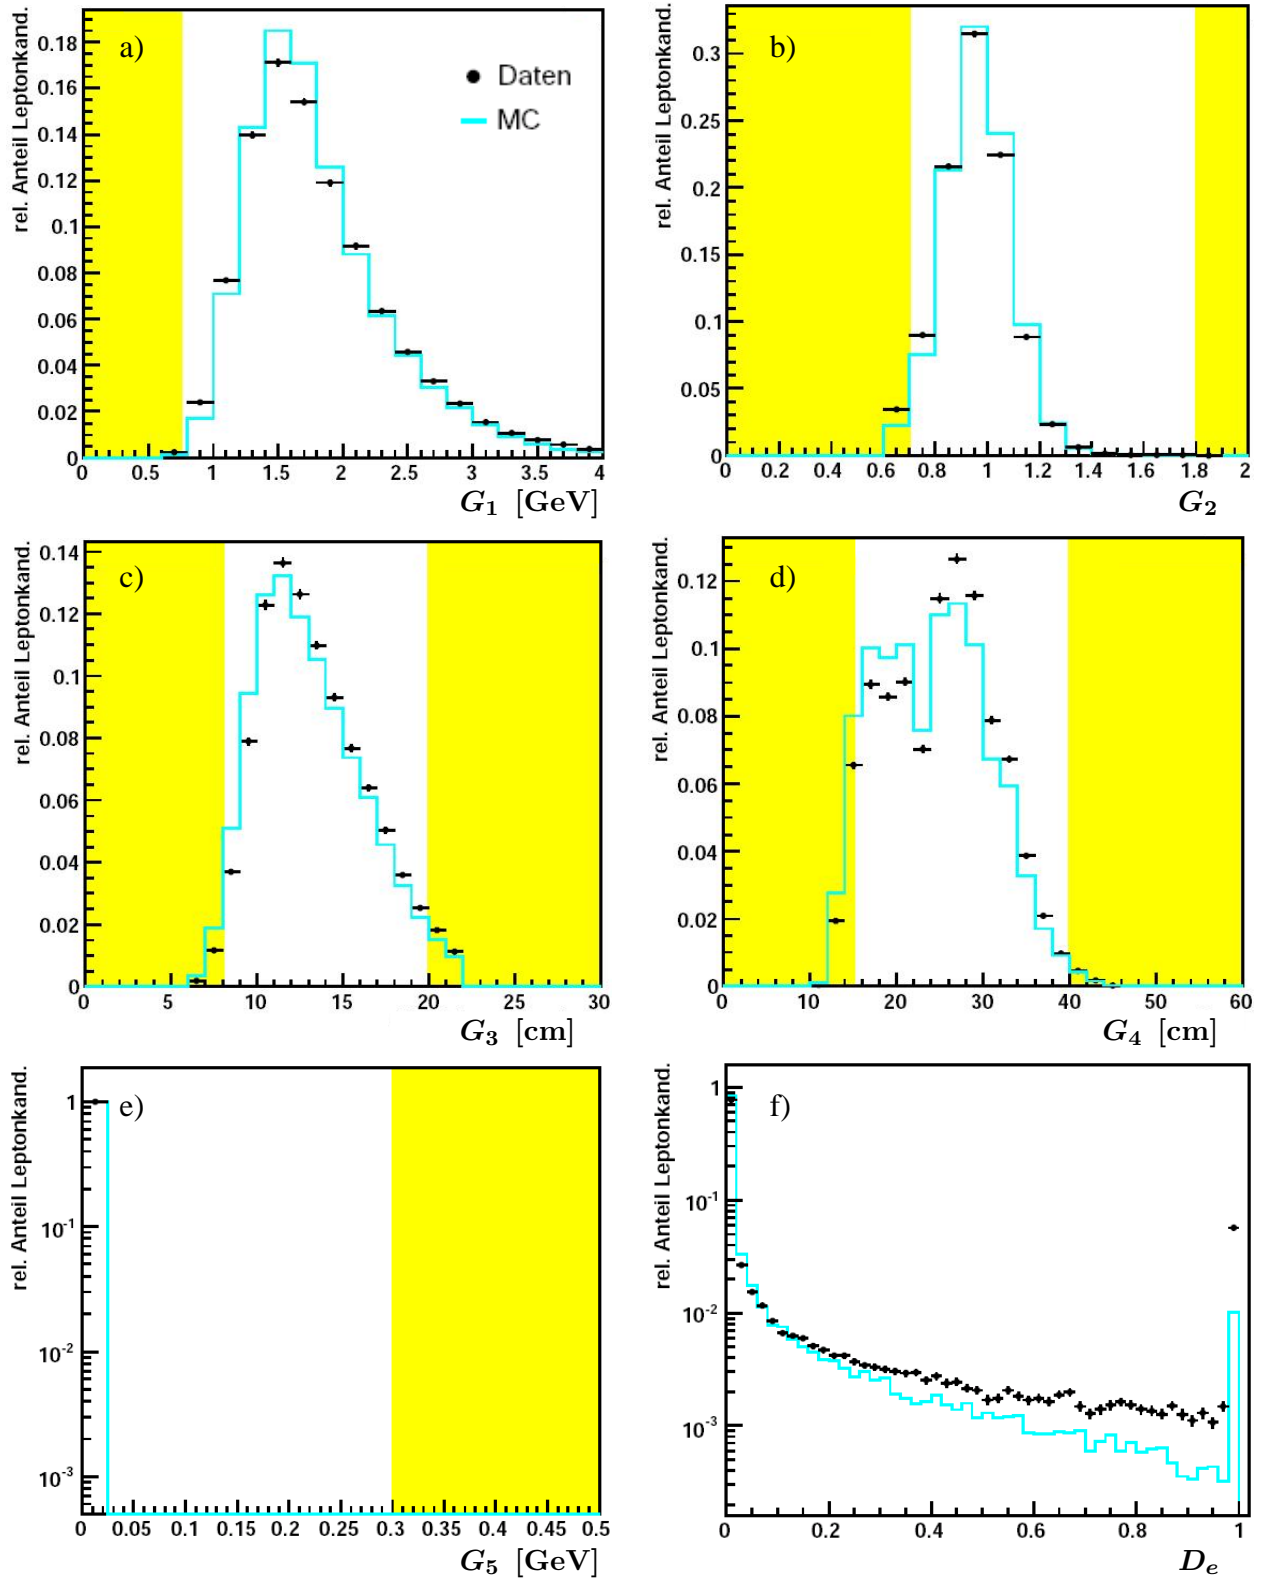 a)
Daten
MC
rel. Anteil Leptonkand.
0.18
0.16
0.14
0.12
0.1
0.08
0.06
0.04
0.02
0
0 0.5 1 1.5 2 2.5 3 3.5 4
G1 [GeV]
b)
rel. Anteil Leptonkand.
0.3
0.25
0.2
0.15
0.1
0.05
0
0 0.2 0.4 0.6 0.8 1 1.2 1.4 1.6 1.8 2
G2
c)
rel. Anteil Leptonkand.
0.14
0.12
0.1
0.08
0.06
0.04
0.02
0
0 5 10 15 20 25 30
G3 [cm]
d)
rel. Anteil Leptonkand.
0.12
0.1
0.08
0.06
0.04
0.02
0
0 10 20 30 40 50 60
G4 [cm]
e)
rel. Anteil Leptonkand.
1
10-1
10-2
10-3
0 0.05 0.1 0.15 0.2 0.25 0.3 0.35 0.4 0.45 0.5
G5 [GeV]
f)
rel. Anteil Leptonkand.
1
10-1
10-2
10-3
0 0.2 0.4 0.6 0.8 1
De